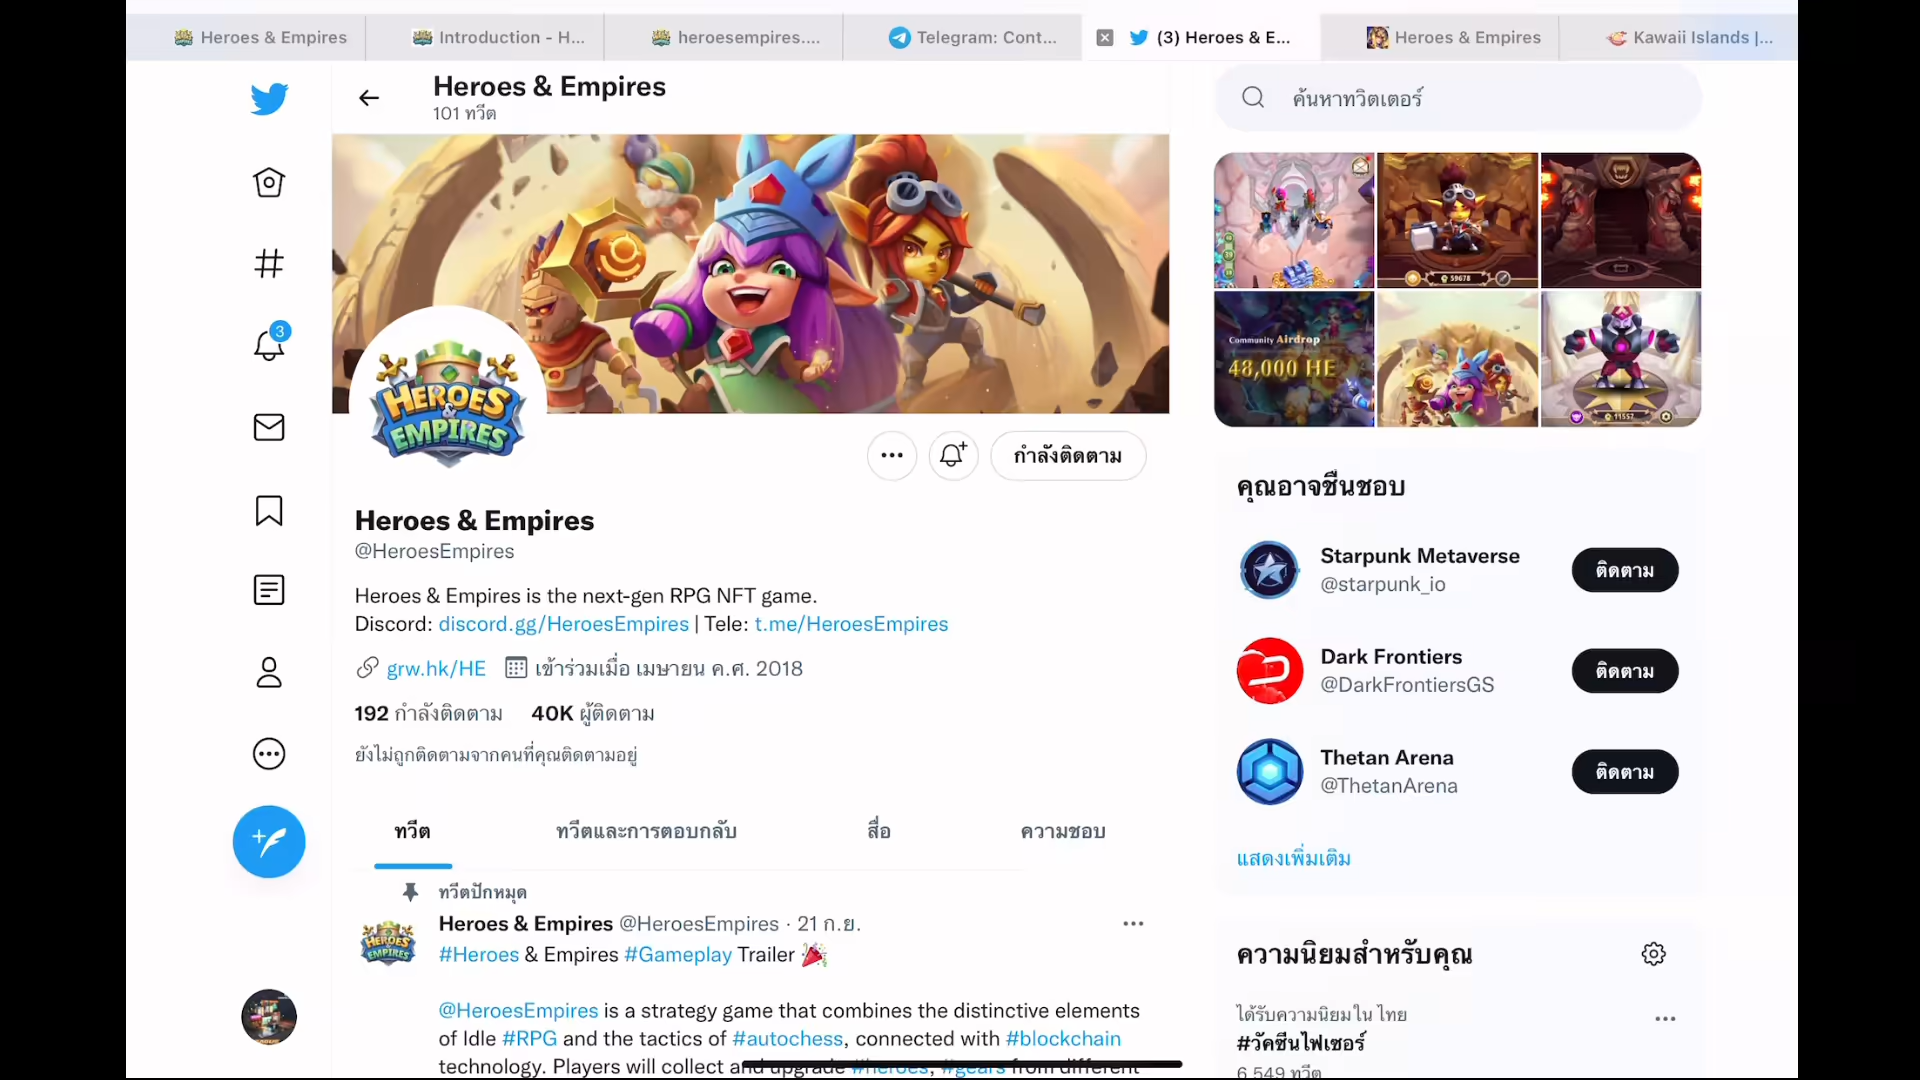 Heroes & Empires
Introduction - H...
heroesempires....
Telegram: Cont...
(3) Heroes & E...
Heroes & Empires
Kawaii Islands |...
Heroes & Empires
101 ทวีต
ค้นหาทวิตเตอร์
59678
Community Airdrop
48,000 HE
11557
HEROES
&
EMPIRES
3
กำลังติดตาม
Heroes & Empires
@HeroesEmpires
Heroes & Empires is the next-gen RPG NFT game.
Discord: discord.gg/HeroesEmpires | Tele: t.me/HeroesEmpires
grw.hk/HE เข้าร่วมเมื่อ เมษายน ค.ศ. 2018
192 กำลังติดตาม 40K ผู้ติดตาม
ยังไม่ถูกติดตามจากคนที่คุณติดตามอยู่
ทวีต
ทวีตและการตอบกลับ
สื่อ
ความชอบ
ทวีตปักหมุด
Heroes & Empires @HeroesEmpires · 21 ก.ย.
#Heroes & Empires #Gameplay Trailer
@HeroesEmpires is a strategy game that combines the distinctive elements
of Idle #RPG and the tactics of #autochess, connected with #blockchain
technology. Players will collect and upgrade #heroes, #gears from different
HEROES
EMPIRES
คุณอาจชื่นชอบ
Starpunk Metaverse
@starpunk_io
ติดตาม
Dark Frontiers
@DarkFrontiersGS
ติดตาม
Thetan Arena
@ThetanArena
ติดตาม
แสดงเพิ่มเติม
ความนิยมสำหรับคุณ
ได้รับความนิยมใน ไทย
#วัคซีนไฟเซอร์
6,549 ทวีต